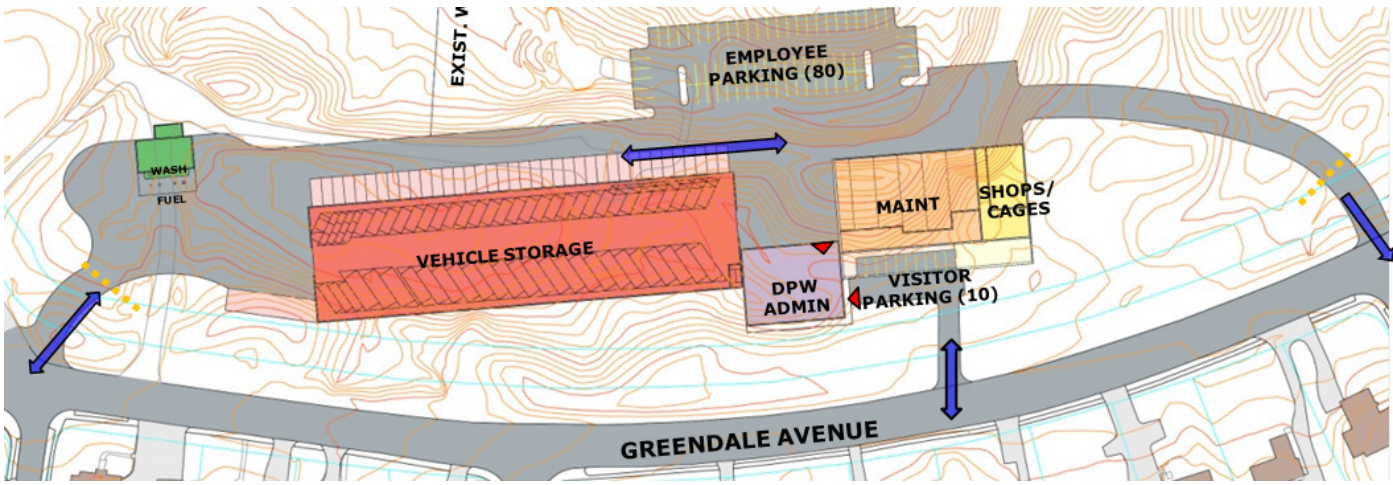 EXIST. W
EMPLOYEE
PARKING (80)
WASH
FUEL
SHOPS/
CAGES
MAINT
VEHICLE STORAGE
DPW
ADMIN
VISITOR
PARKING (10)
GREENDALE AVENUE